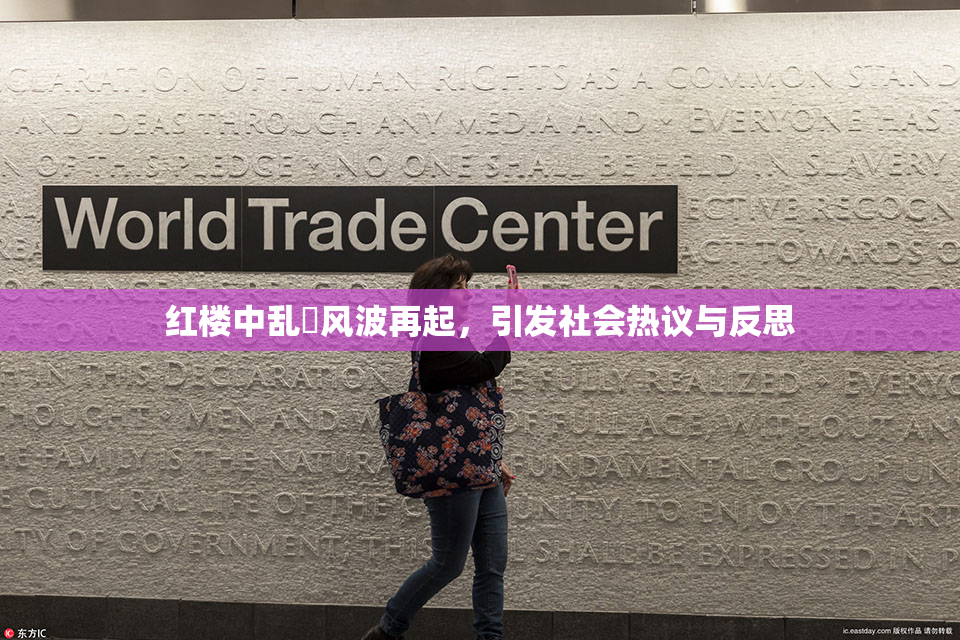 CLARATION OF HUMAN RIGHTS AS A COMMON STAND
AND IDEAS THROUGH ANY MEDIA AND EVERYONE HAS T
N OF THIS PLEDGE NO ONE SHALL BE HELD IN SLAVERY
World Trade Center
ECTIVE RECOGN
ACT TOWARDS O
红楼中乱▯风波再起，引发社会热议与反思
IN THIS DECLARATION FULLY REALIZED EVERYO
THOUGHT MEN AND OF FULL AGE, WITHO
E FAMILY IS THE NATURA FUNDAMENTAL GROUP
E CULTURAL LIFE OF THE COMMUNITY, TO ENJOY THE ART
TY OF GOVERNMENT; THIS SHALL BE EXPRESSED IN P
东方IC
ic.eastday.com 版权作品 请勿转载